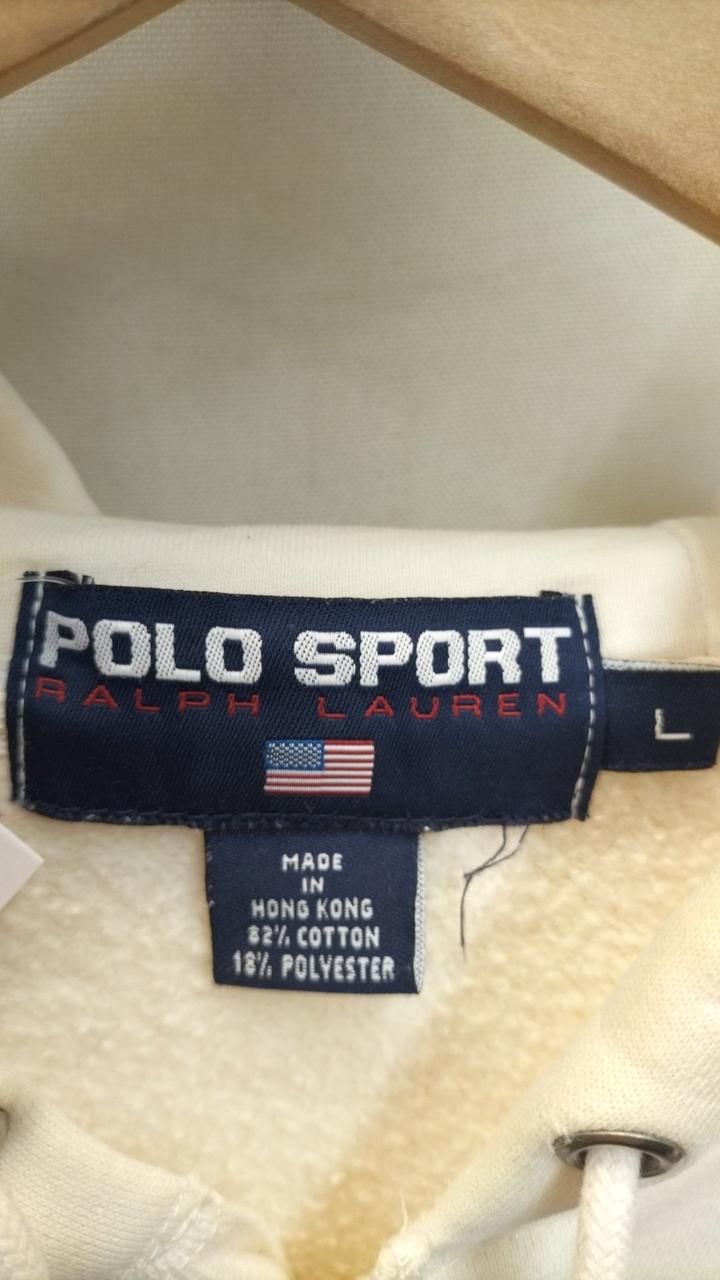 POLO SPORT
RALPH LAUREN
L
MADE
IN
HONG KONG
82% COTTON
18% POLYESTER